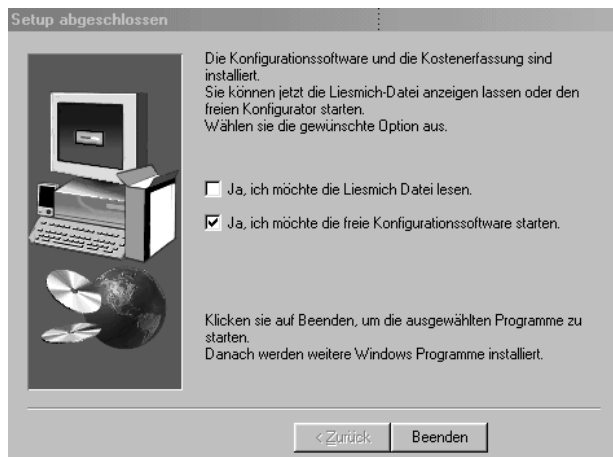 Setup abgeschlossen
Die Konfigurationssoftware und die Kostenerfassung sind
installiert.
Sie können jetzt die Liesmich-Datei anzeigen lassen oder den
freien Konfigurator starten.
Wählen sie die gewünschte Option aus.
Ja, ich möchte die Liesmich Datei lesen.
Ja, ich möchte die freie Konfigurationssoftware starten.
Klicken sie auf Beenden, um die ausgewählten Programme zu
starten.
Danach werden weitere Windows Programme installiert.
< Zurück Beenden